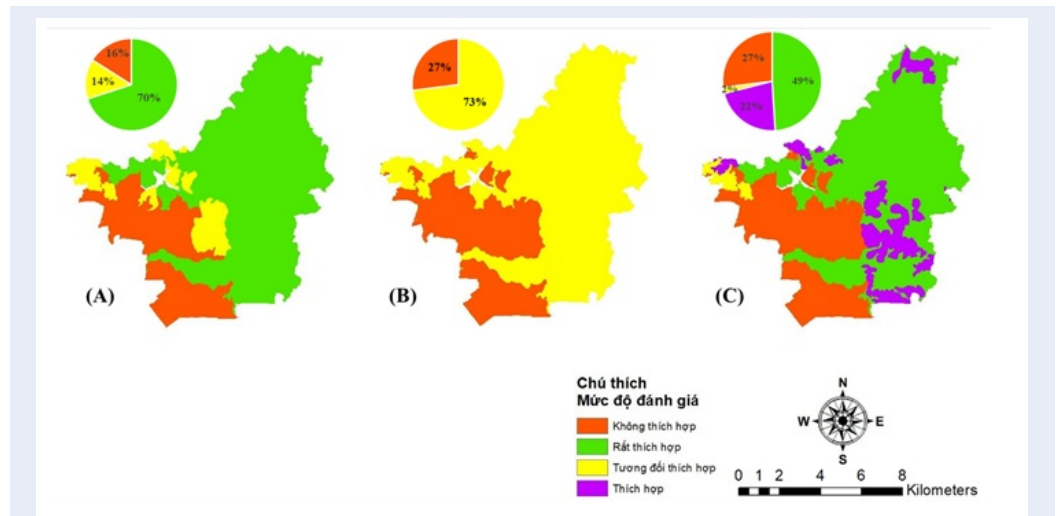 16%
14%
70%
27%
73%
27%
49%
2%
22%
(A)
(B)
(C)
Chú thích
Mức độ đánh giá
Không thích hợp
Rất thích hợp
Tương đối thích hợp
Thích hợp
N
W E
S
0 1 2 4 6 8
Kilometers